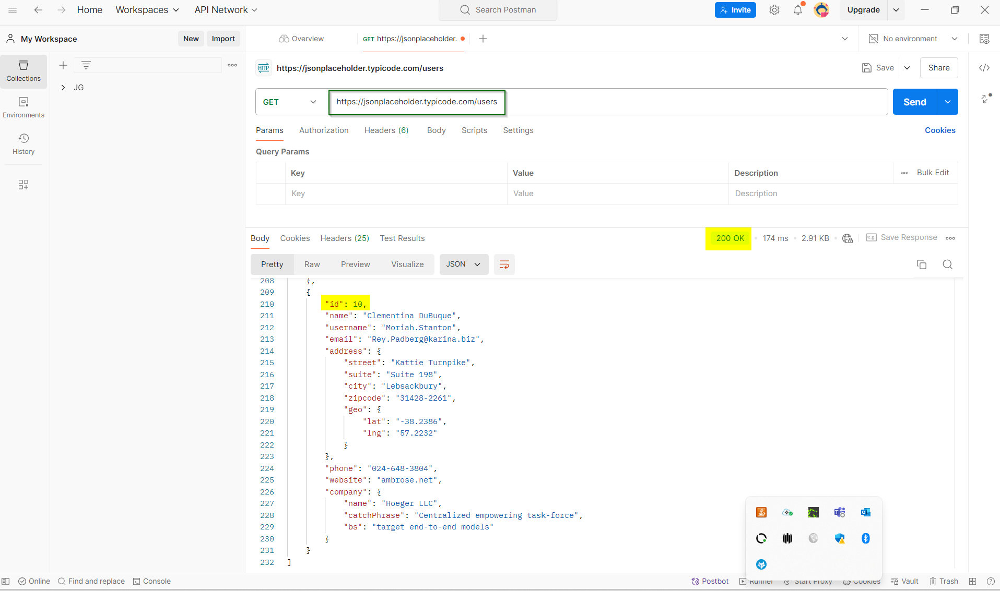 Home Workspaces API Network Search Postman Invite Upgrade
My Workspace New Import Overview GET https://jsonplaceholder. No environment
Collections
JG
Environments
History
HTTP https://jsonplaceholder.typicode.com/users Save Share
GET https://jsonplaceholder.typicode.com/users Send
Params Authorization Headers (6) Body Scripts Settings Cookies
Query Params
Key Value Description Bulk Edit
Key Value Description
Body Cookies Headers (25) Test Results 200 OK 174 ms 2.91 KB e.g. Save Response
Pretty Raw Preview Visualize JSON
208 },
209 {
210 "id": 10,
211 "name": "Clementina DuBuque",
212 "username": "Moriah.Stanton",
213 "email": "Rey.Padberg@karina.biz",
214 "address": {
215 "street": "Kattie Turnpike",
216 "suite": "Suite 198",
217 "city": "Lebsackbury",
218 "zipcode": "31428-2261",
219 "geo": {
220 "lat": "-38.2386",
221 "lng": "57.2232"
222 }
223 },
224 "phone": "024-648-3804",
225 "website": "ambrose.net",
226 "company": {
227 "name": "Hoeger LLC",
228 "catchPhrase": "Centralized empowering task-force",
229 "bs": "target end-to-end models"
230 }
231 }
232 ]
Online Find and replace Console Postbot Runner Start Proxy Cookies Vault Trash